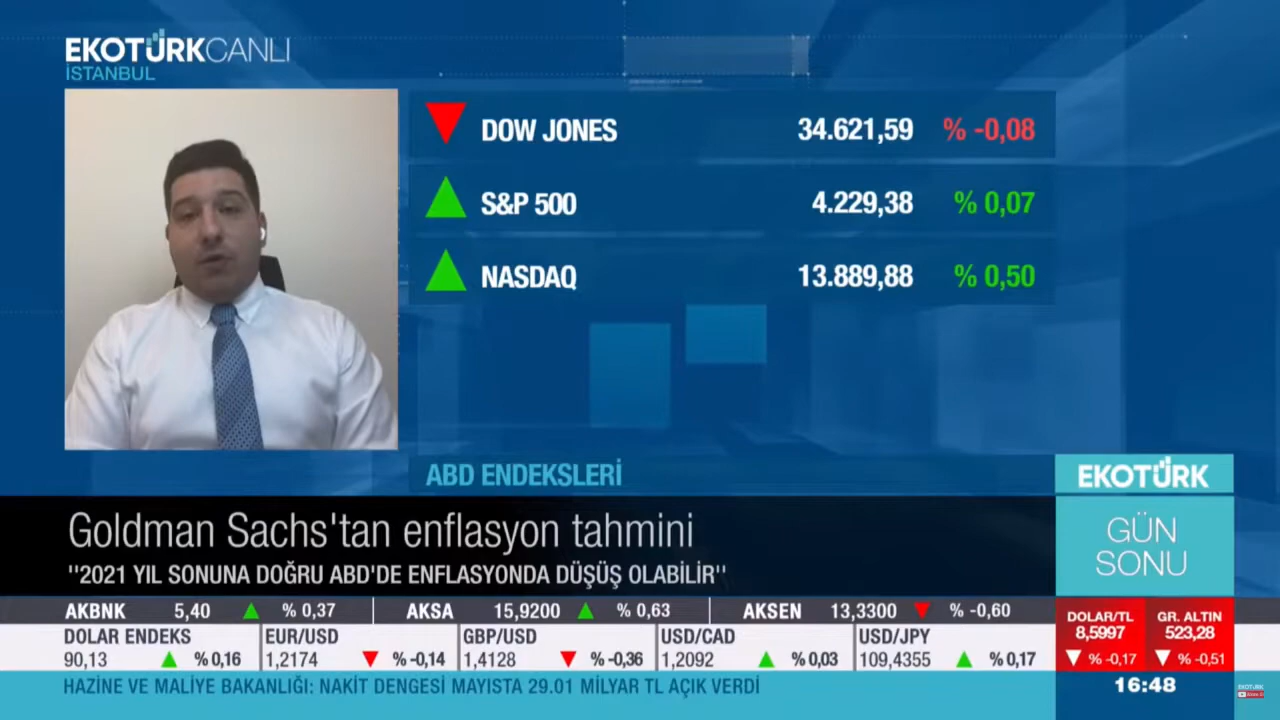 EKOTÜRKCANLI
İSTANBUL
DOW JONES 34.621,59 % -0,08
S&P 500 4.229,38 % 0,07
NASDAQ 13.889,88 % 0,50
ABD ENDEKSLERİ
EKOTÜRK
GÜN
SONU
Goldman Sachs'tan enflasyon tahmini
"2021 YIL SONUNA DOĞRU ABD'DE ENFLASYONDA DÜŞÜŞ OLABİLİR"
AKBNK 5,40 % 0,37 AKSA 15,9200 % 0,63 AKSEN 13,3300 % -0,60
DOLAR ENDEKS EUR/USD GBP/USD USD/CAD USD/JPY
90,13 % 0,16 1,2174 % -0,14 1,4128 % -0,36 1,2092 % 0,03 109,4355 % 0,17
DOLAR/TL GR. ALTIN
8,5997 523,28
% -0,17 % -0,51
HAZİNE VE MALİYE BAKANLIĞI: NAKİT DENGESİ MAYISTA 29.01 MİLYAR TL AÇIK VERDİ
16:48
EKOTÜRK